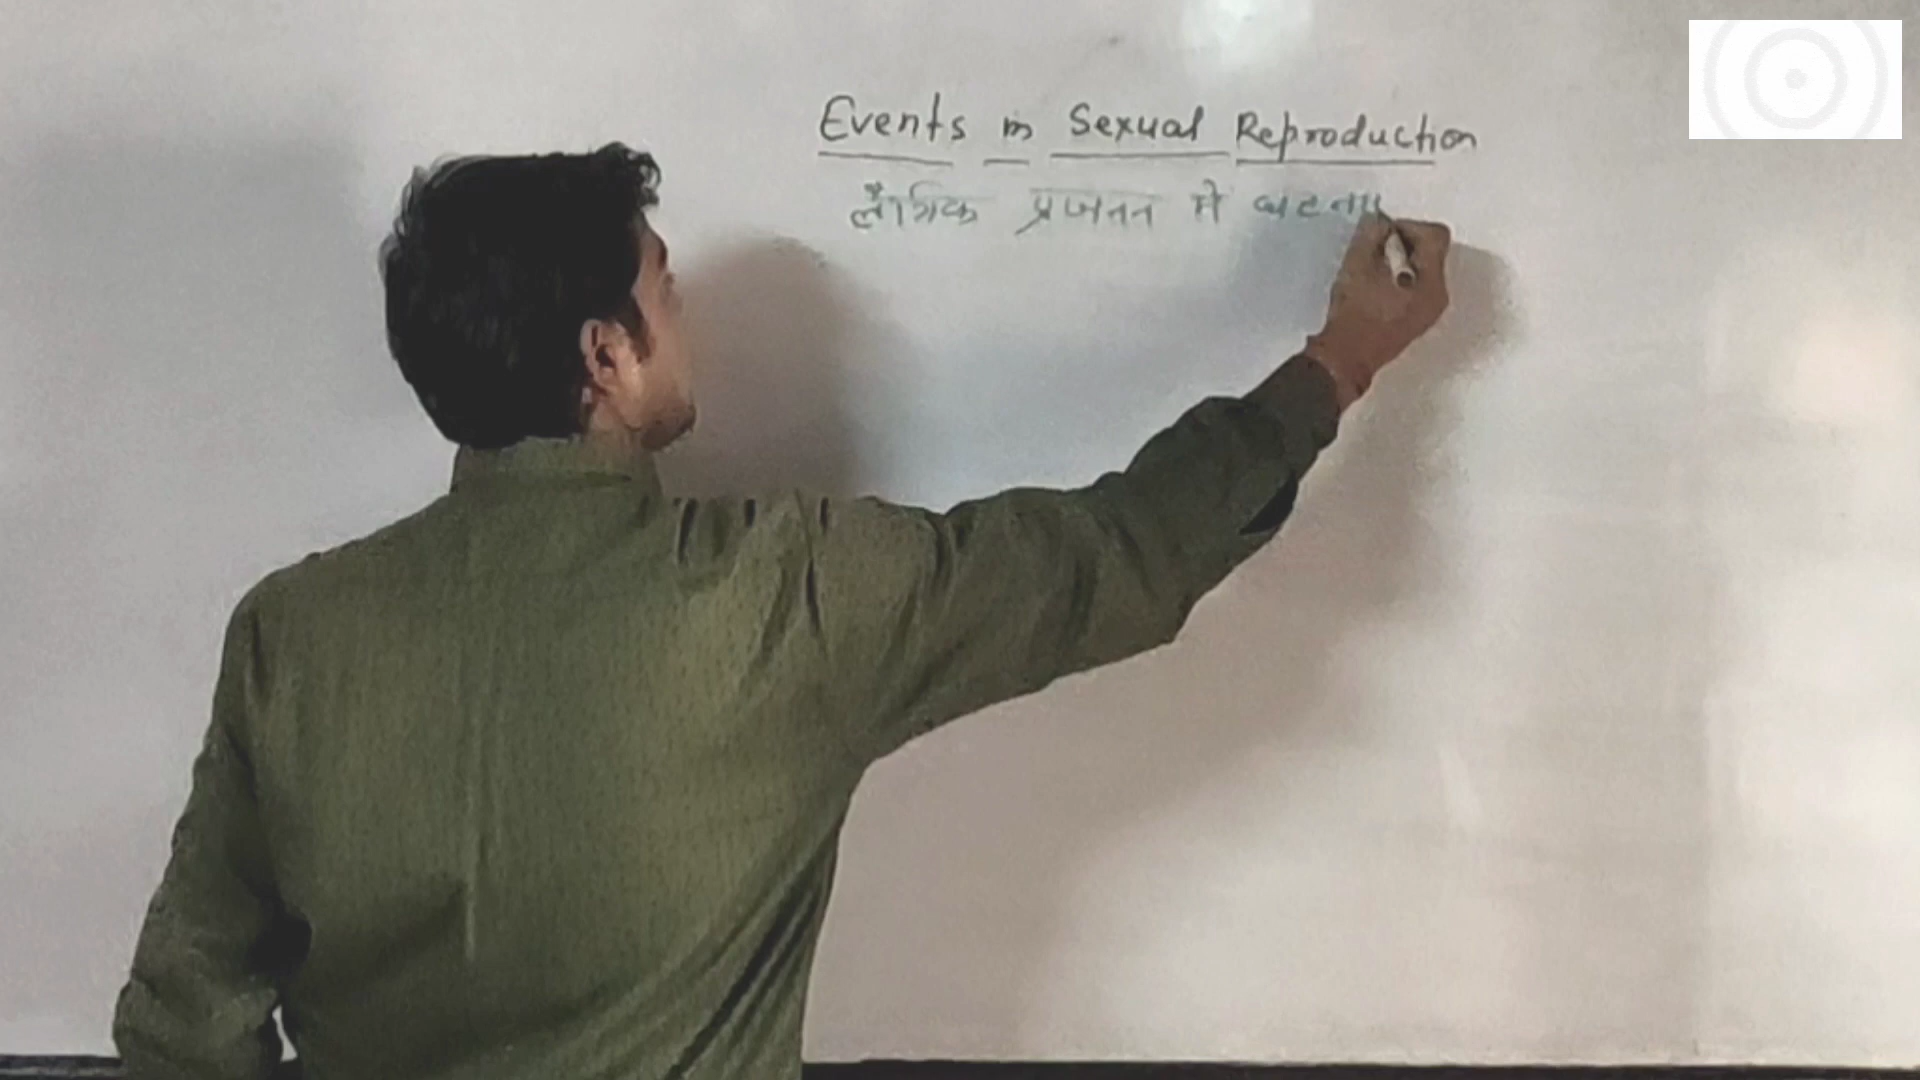 Events in Sexual Reproduction
लैंगिक प्रजनन मे घटनाए